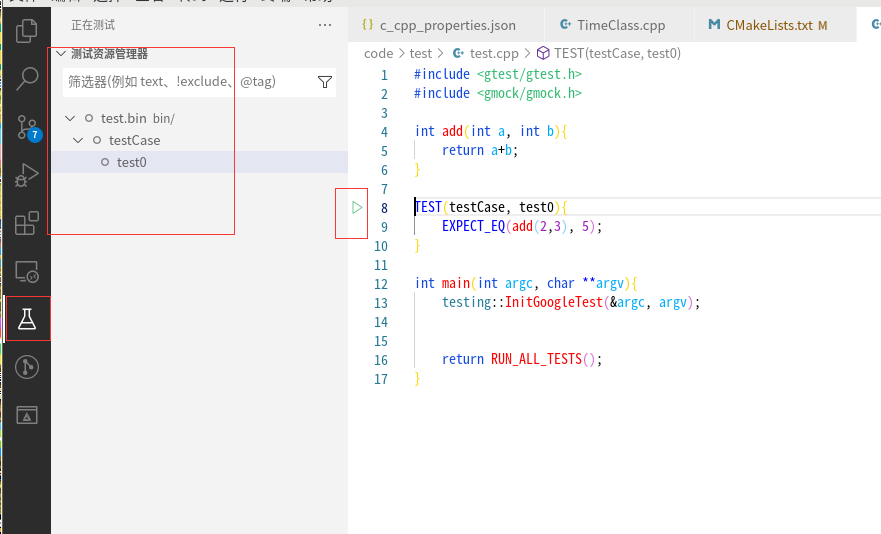 正在测试 ···
测试资源管理器
筛选器(例如 text、!exclude、@tag)
test.bin bin/
testCase
test0
7
{} c_cpp_properties.json
TimeClass.cpp
CMakeLists.txt M
code > test > test.cpp > TEST(testCase, test0)
1 #include <gtest/gtest.h>
2 #include <gmock/gmock.h>
3
4 int add(int a, int b){
5 return a+b;
6 }
7
8 TEST(testCase, test0){
9 EXPECT_EQ(add(2,3), 5);
10 }
11
12 int main(int argc, char **argv){
13 testing::InitGoogleTest(&argc, argv);
14
15
16 return RUN_ALL_TESTS();
17 }